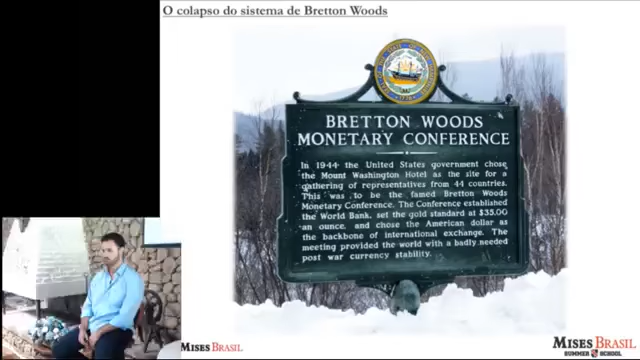 O colapso do sistema de Bretton Woods
BRETTON WOODS
MONETARY CONFERENCE
In 1944 the United States government chose
the Mount Washington Hotel as the site for a
gathering of representatives from 44 countries.
This was to be the famed Bretton Woods
Monetary Conference. The Conference established
the World Bank, set the gold standard at $35.00
an ounce, and chose the American dollar as
the backbone of international exchange. The
meeting provided the world with a badly needed
post war currency stability.
MISES BRASIL
MISES BRASIL
SUMMER SCHOOL